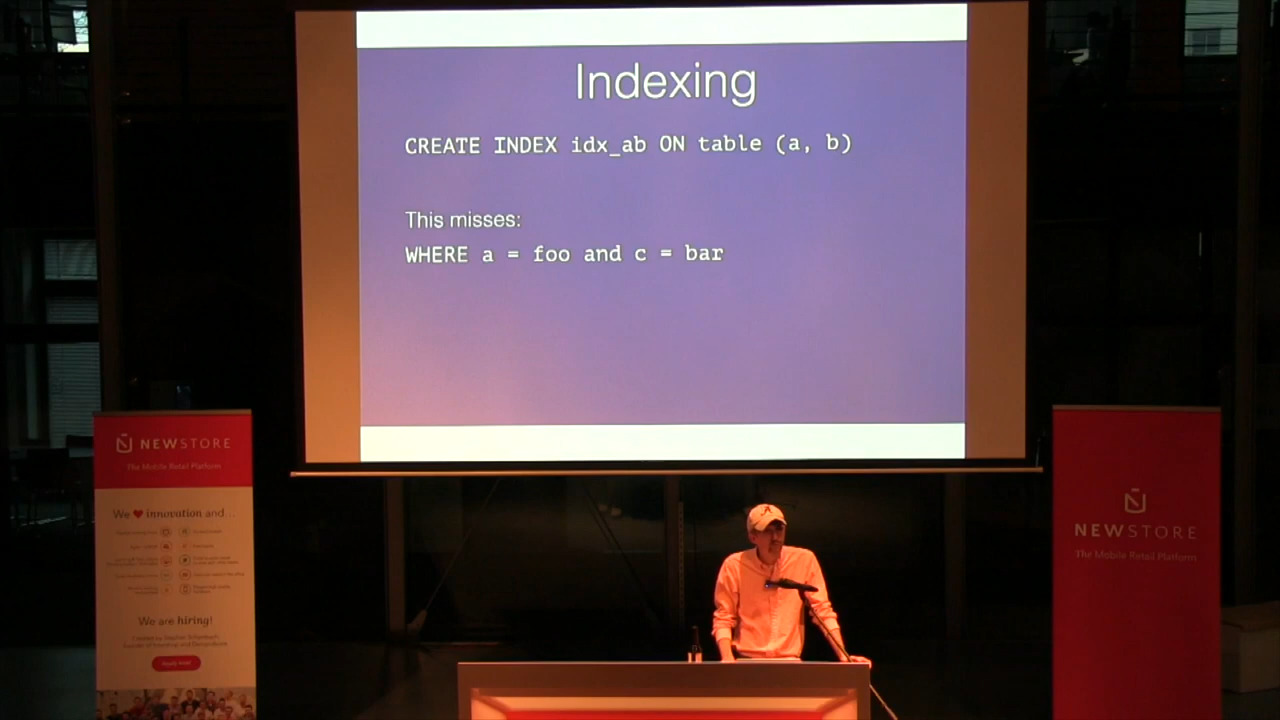 Indexing
CREATE INDEX idx_ab ON table (a, b)
This misses:
WHERE a = foo and c = bar
NEWSTORE
The Mobile Retail Platform
We ❤ innovation and...
We are hiring!
NEWSTORE
The Mobile Retail Platform
A